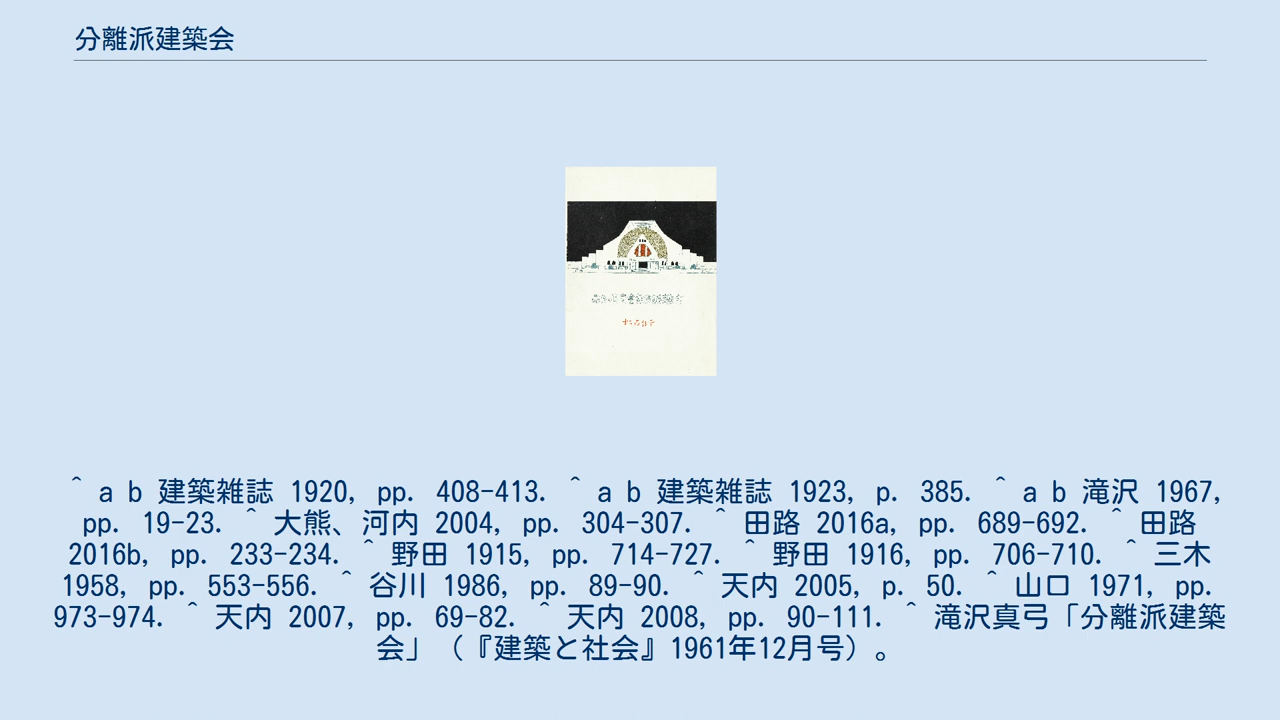 分離派建築会
^ a b 建築雑誌 1920, pp. 408-413. ^ a b 建築雑誌 1923, p. 385. ^ a b 滝沢 1967,
pp. 19-23. ^ 大熊、河内 2004, pp. 304-307. ^ 田路 2016a, pp. 689-692. ^ 田路
2016b, pp. 233-234. ^ 野田 1915, pp. 714-727. ^ 野田 1916, pp. 706-710. ^ 三木
1958, pp. 553-556. ^ 谷川 1986, pp. 89-90. ^ 天内 2005, p. 50. ^ 山口 1971, pp.
973-974. ^ 天内 2007, pp. 69-82. ^ 天内 2008, pp. 90-111. ^ 滝沢真弓「分離派建築
会」（『建築と社会』1961年12月号）。